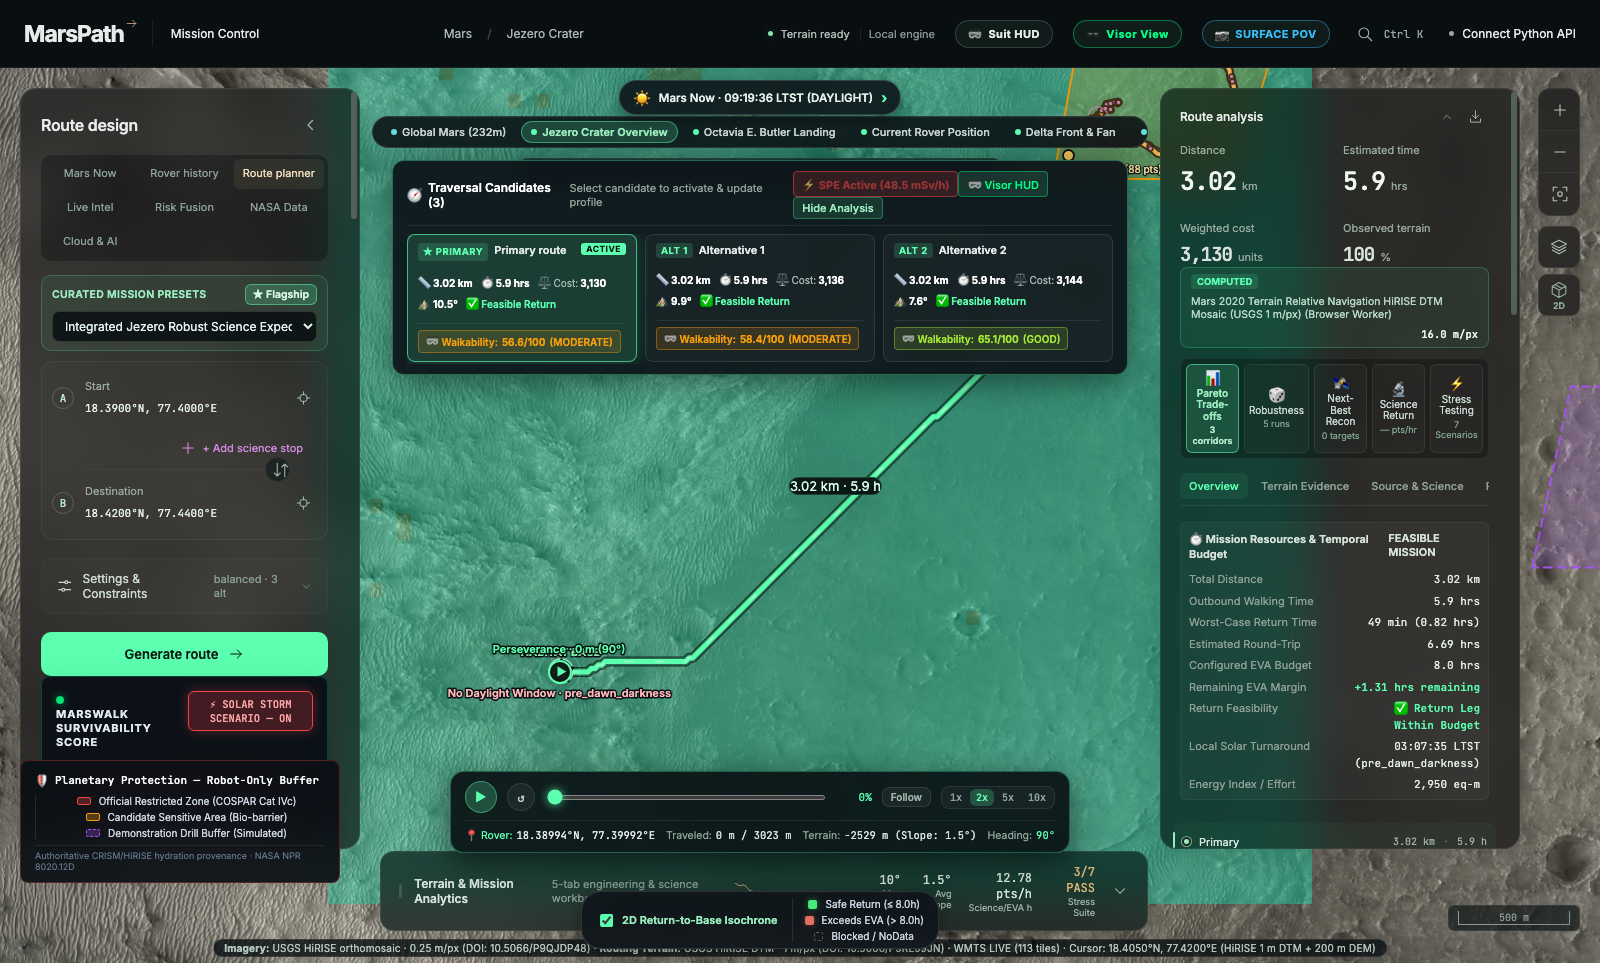 MarsPath →
Mission Control
Mars / Jezero Crater
Terrain ready
Local engine
Suit HUD
Visor View
SURFACE POV
Ctrl K
Connect Python API
Mars Now · 09:19:36 LTST (DAYLIGHT) ›
Global Mars (232m)
Jezero Crater Overview
Octavia E. Butler Landing
Current Rover Position
Delta Front & Fan
Route design
Mars Now
Rover history
Route planner
Live Intel
Risk Fusion
NASA Data
Cloud & AI
CURATED MISSION PRESETS
★ Flagship
Integrated Jezero Robust Science Expec
A
Start
18.3900°N, 77.4000°E
+ Add science stop
B
Destination
18.4200°N, 77.4400°E
Settings & Constraints
balanced · 3 alt
Generate route →
MARSWALK SURVIVABILITY SCORE
⚡ SOLAR STORM SCENARIO — ON
Planetary Protection — Robot-Only Buffer
Official Restricted Zone (COSPAR Cat IVc)
Candidate Sensitive Area (Bio-barrier)
Demonstration Drill Buffer (Simulated)
Authoritative CRISM/HiRISE hydration provenance · NASA NPR 8020.12D
Traversal Candidates (3)
Select candidate to activate & update profile
⚡ SPE Active (48.5 mSv/h)
Visor HUD
Hide Analysis
★ PRIMARY
Primary route
ACTIVE
3.02 km 5.9 hrs Cost: 3,130
10.5° Feasible Return
Walkability: 56.6/100 (MODERATE)
ALT 1
Alternative 1
3.02 km 5.9 hrs Cost: 3,136
9.9° Feasible Return
Walkability: 58.4/100 (MODERATE)
ALT 2
Alternative 2
3.02 km 5.9 hrs Cost: 3,144
7.6° Feasible Return
Walkability: 65.1/100 (GOOD)
88 pts
3.02 km · 5.9 h
Perseverance · 0 m (90°)
No Daylight Window · pre_dawn_darkness
0%
Follow
1x
2x
5x
10x
Rover: 18.38994°N, 77.39992°E
Traveled: 0 m / 3023 m
Terrain: -2529 m (Slope: 1.5°)
Heading: 90°
Terrain & Mission Analytics
5-tab engineering & science
10°
1.5°
Avg
12.78 pts/h
Science/EVA h
3/7 PASS
Stress Suite
2D Return-to-Base Isochrone
Safe Return (≤ 8.0h)
Exceeds EVA (> 8.0h)
Blocked / NoData
Imagery: USGS HiRISE orthomosaic · 0.25 m/px (DOI: 10.5066/P9QJDP48) · WMTS LIVE (113 tiles) · Cursor: 18.4050°N, 77.4200°E (HiRISE 1 m DTM + 200 m DEM)
Route analysis
Distance
3.02 km
Estimated time
5.9 hrs
Weighted cost
3,130 units
Observed terrain
100 %
COMPUTED
Mars 2020 Terrain Relative Navigation HiRISE DTM
Mosaic (USGS 1 m/px) (Browser Worker)
16.0 m/px
Pareto Trade-offs
3 corridors
Robustness
5 runs
Next-Best Recon
0 targets
Science Return
— pts/hr
Stress Testing
7 Scenarios
Overview
Terrain Evidence
Source & Science
Mission Resources & Temporal Budget
FEASIBLE MISSION
Total Distance 3.02 km
Outbound Walking Time 5.9 hrs
Worst-Case Return Time 49 min (0.82 hrs)
Estimated Round-Trip 6.69 hrs
Configured EVA Budget 8.0 hrs
Remaining EVA Margin +1.31 hrs remaining
Return Feasibility Return Leg Within Budget
Local Solar Turnaround 03:07:35 LTST (pre_dawn_darkness)
Energy Index / Effort 2,950 eq-m
Primary 3.02 km · 5.9 h
2D
500 m